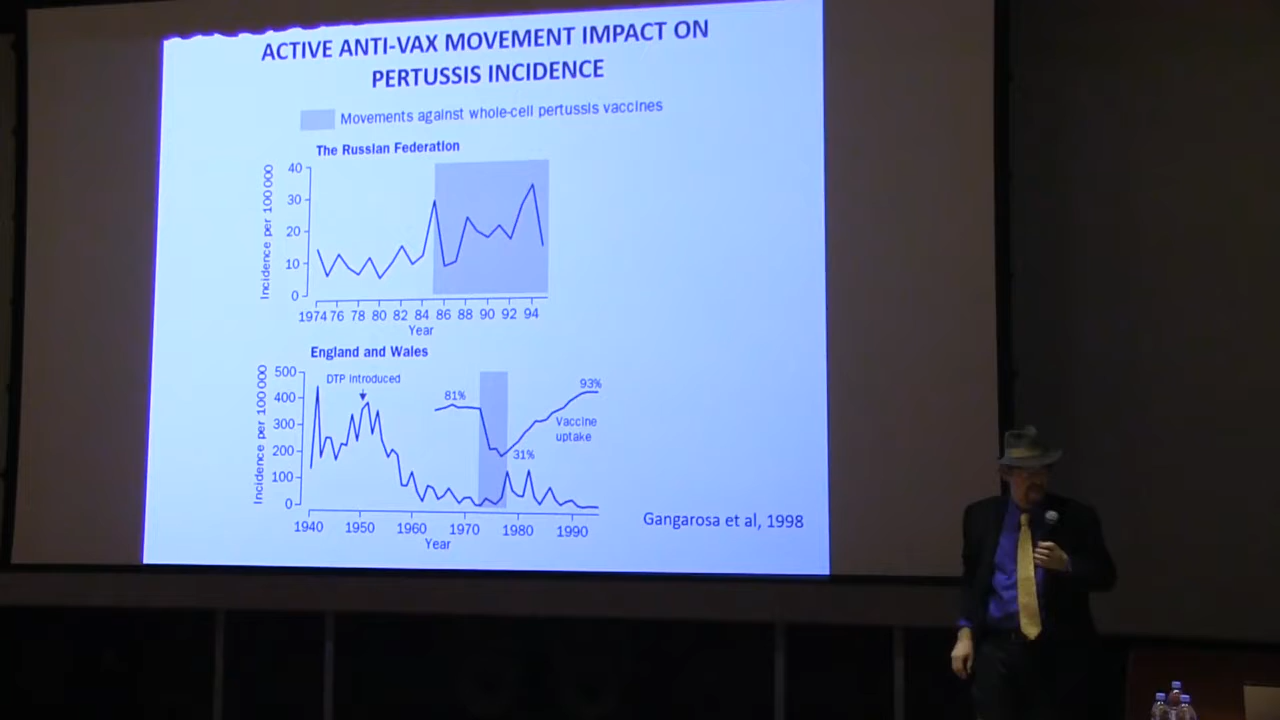 ACTIVE ANTI-VAX MOVEMENT IMPACT ON
PERTUSSIS INCIDENCE
Movements against whole-cell pertussis vaccines
The Russian Federation
Incidence per 100 000
40
30
20
10
0
1974 76 78 80 82 84 86 88 90 92 94
Year
England and Wales
Incidence per 100 000
500
400
300
200
100
0
DTP Introduced
81%
93%
Vaccine
uptake
31%
1940 1950 1960 1970 1980 1990
Year
Gangarosa et al, 1998